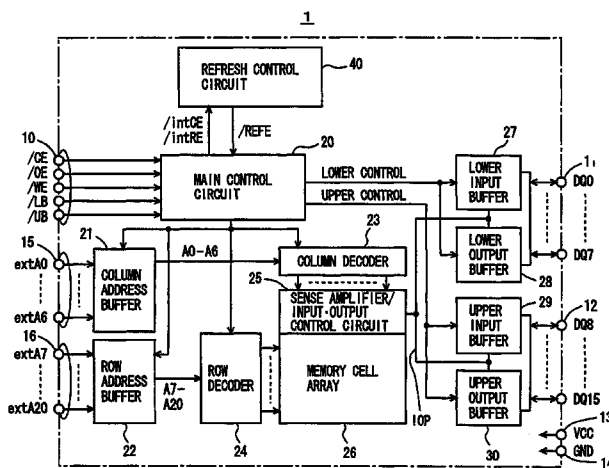 1
REFRESH CONTROL
CIRCUIT
40
/intCE
/intRE
/REFE
20
10
/CE
/OE
/WE
/LB
/UB
MAIN CONTROL
CIRCUIT
LOWER CONTROL
UPPER CONTROL
27
LOWER
INPUT
BUFFER
11
DQ0
LOWER
OUTPUT
BUFFER
DQ7
28
15
21
extA0
extA6
COLUMN
ADDRESS
BUFFER
A0-A6
23
COLUMN DECODER
25
SENSE AMPLIFIER/
INPUT·OUTPUT
CONTROL CIRCUIT
29
UPPER
INPUT
BUFFER
12
DQ8
16
extA7
extA20
ROW
ADDRESS
BUFFER
A7-
A20
ROW
DECODER
MEMORY CELL
ARRAY
IOP
UPPER
OUTPUT
BUFFER
DQ15
22
24
26
30
13
VCC
GND
14